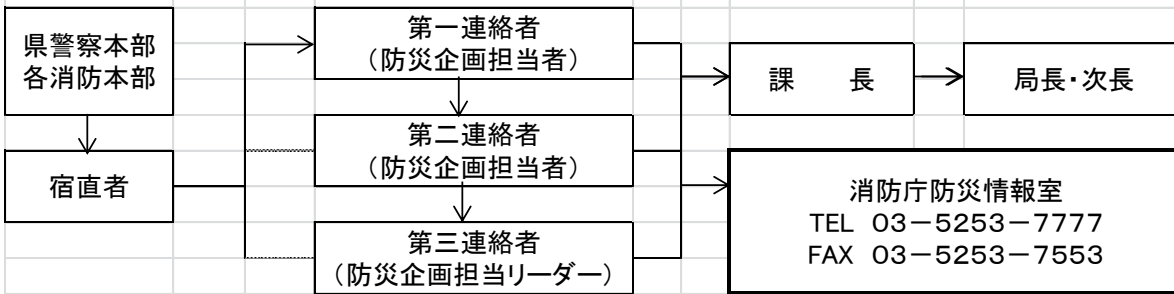 県警察本部
各消防本部
宿直者
第一連絡者
（防災企画担当者）
第二連絡者
（防災企画担当者）
第三連絡者
（防災企画担当リーダー）
課　　長
局長・次長
消防庁防災情報室
TEL　０３－５２５３－７７７７
FAX　０３－５２５３－７５５３